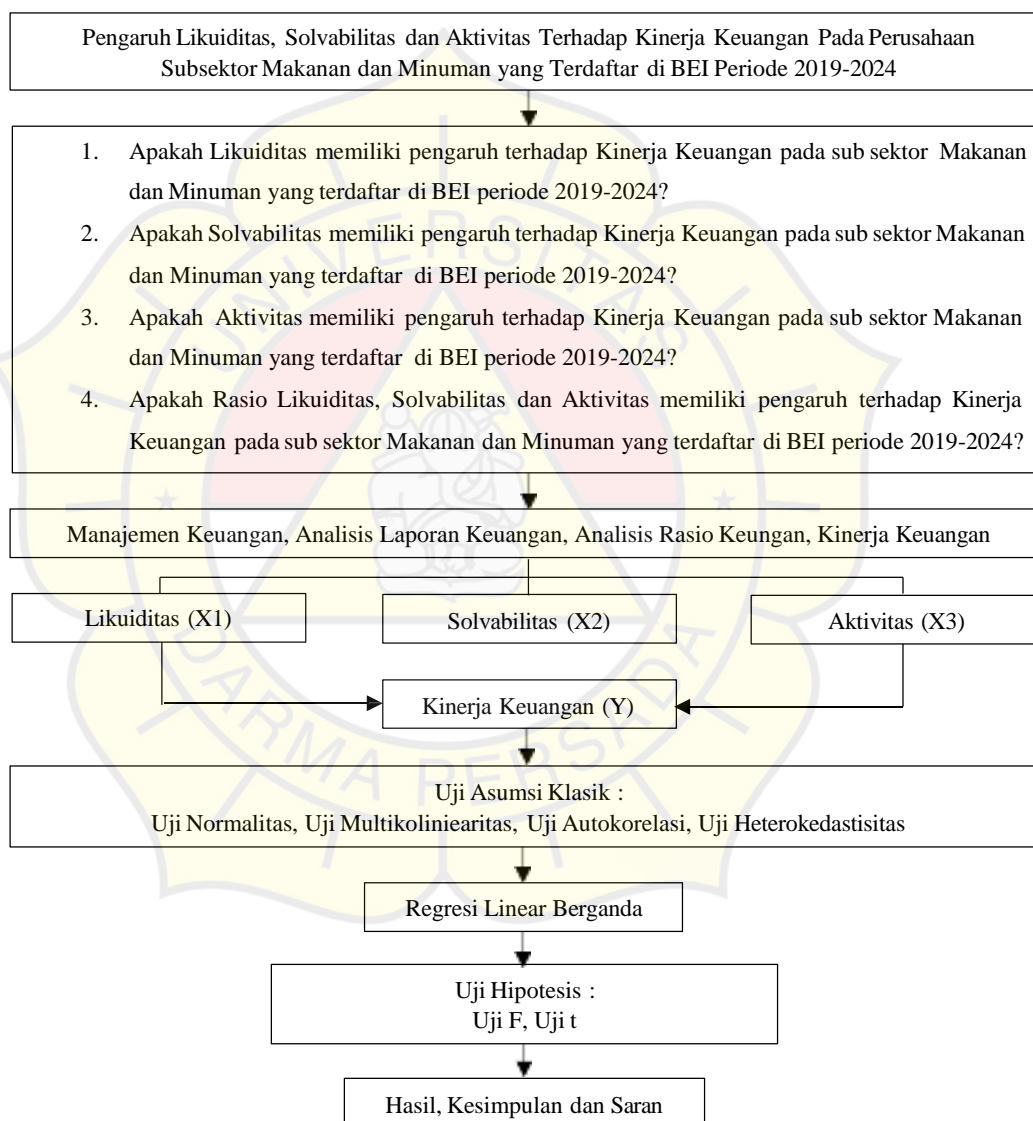 Pengaruh Likuiditas, Solvabilitas dan Aktivitas Terhadap Kinerja Keuangan Pada Perusahaan
Subsektor Makanan dan Minuman yang Terdaftar di BEI Periode 2019-2024
1. Apakah Likuiditas memiliki pengaruh terhadap Kinerja Keuangan pada sub sektor Makanan
dan Minuman yang terdaftar di BEI periode 2019-2024?
2. Apakah Solvabilitas memiliki pengaruh terhadap Kinerja Keuangan pada sub sektor Makanan
dan Minuman yang terdaftar di BEI periode 2019-2024?
3. Apakah Aktivitas memiliki pengaruh terhadap Kinerja Keuangan pada sub sektor Makanan
dan Minuman yang terdaftar di BEI periode 2019-2024?
4. Apakah Rasio Likuiditas, Solvabilitas dan Aktivitas memiliki pengaruh terhadap Kinerja
Keuangan pada sub sektor Makanan dan Minuman yang terdaftar di BEI periode 2019-2024?
Manajemen Keuangan, Analisis Laporan Keuangan, Analisis Rasio Keungan, Kinerja Keuangan
Likuiditas (X1)
Solvabilitas (X2)
Aktivitas (X3)
Kinerja Keuangan (Y)
Uji Asumsi Klasik :
Uji Normalitas, Uji Multikoliniearitas, Uji Autokorelasi, Uji Heterokedastisitas
Regresi Linear Berganda
Uji Hipotesis :
Uji F, Uji t
Hasil, Kesimpulan dan Saran
UNIVERSITAS
DARMA PERSADA